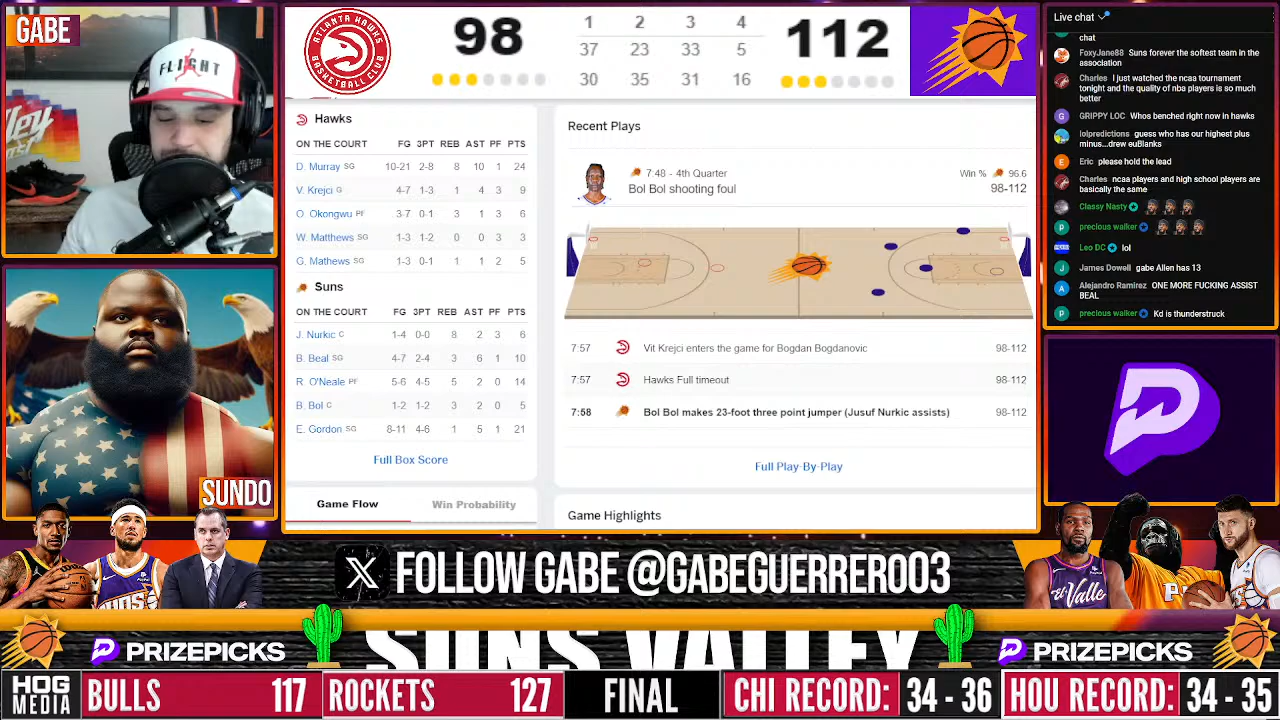 GABE
FLIGHT
ATLANTA HAWKS
BASKETBALL CLUB
98
1 2 3 4
37 23 33 5
30 35 31 16
112
Hawks
ON THE COURT FG 3PT REB AST PF PTS
D. Murray SG 10-21 2-8 8 10 1 24
V. Krejci G 4-7 1-3 1 4 3 9
O. Okongwu PF 3-7 0-1 3 1 3 6
W. Matthews SG 1-3 1-2 0 0 3 3
G. Mathews SG 1-3 0-1 1 1 2 5
Suns
ON THE COURT FG 3PT REB AST PF PTS
J. Nurkic C 1-4 0-0 8 2 3 6
B. Beal SG 4-7 2-4 3 6 1 10
R. O'Neale PF 5-6 4-5 5 2 0 14
B. Bol C 1-2 1-2 3 2 0 5
E. Gordon SG 8-11 4-6 1 5 1 21
Full Box Score
Game Flow
Win Probability
Recent Plays
7:48 - 4th Quarter
Win % 96.6
Bol Bol shooting foul
98-112
7:57 Vit Krejci enters the game for Bogdan Bogdanovic 98-112
7:57 Hawks Full timeout 98-112
7:58 Bol Bol makes 23-foot three point jumper (Jusuf Nurkic assists) 98-112
Full Play-By-Play
Game Highlights
Live chat
chat
FoxyJane88 Suns forever the softest team in the
association
Charles I just watched the ncaa tournament
tonight and the quality of nba players is so much
better
GRIPPY LOC Whos benched right now in hawks
lolpredictions guess who has our highest plus
minus...drew euBlanks
Eric please hold the lead
Charles ncaa players and high school players are
basically the same
Classy Nasty
precious walker
Leo DC lol
James Dowell gabe Allen has 13
Alejandro Ramirez ONE MORE FUCKING ASSIST
BEAL
precious walker Kd is thunderstruck
SUNDO
FOLLOW GABE @GABEGUERRERO03
PRIZEPICKS
SUNS VALLEY
PRIZEPICKS
HOG
MEDIA
BULLS 117
ROCKETS 127
FINAL
CHI RECORD: 34 - 36
HOU RECORD: 34 - 35